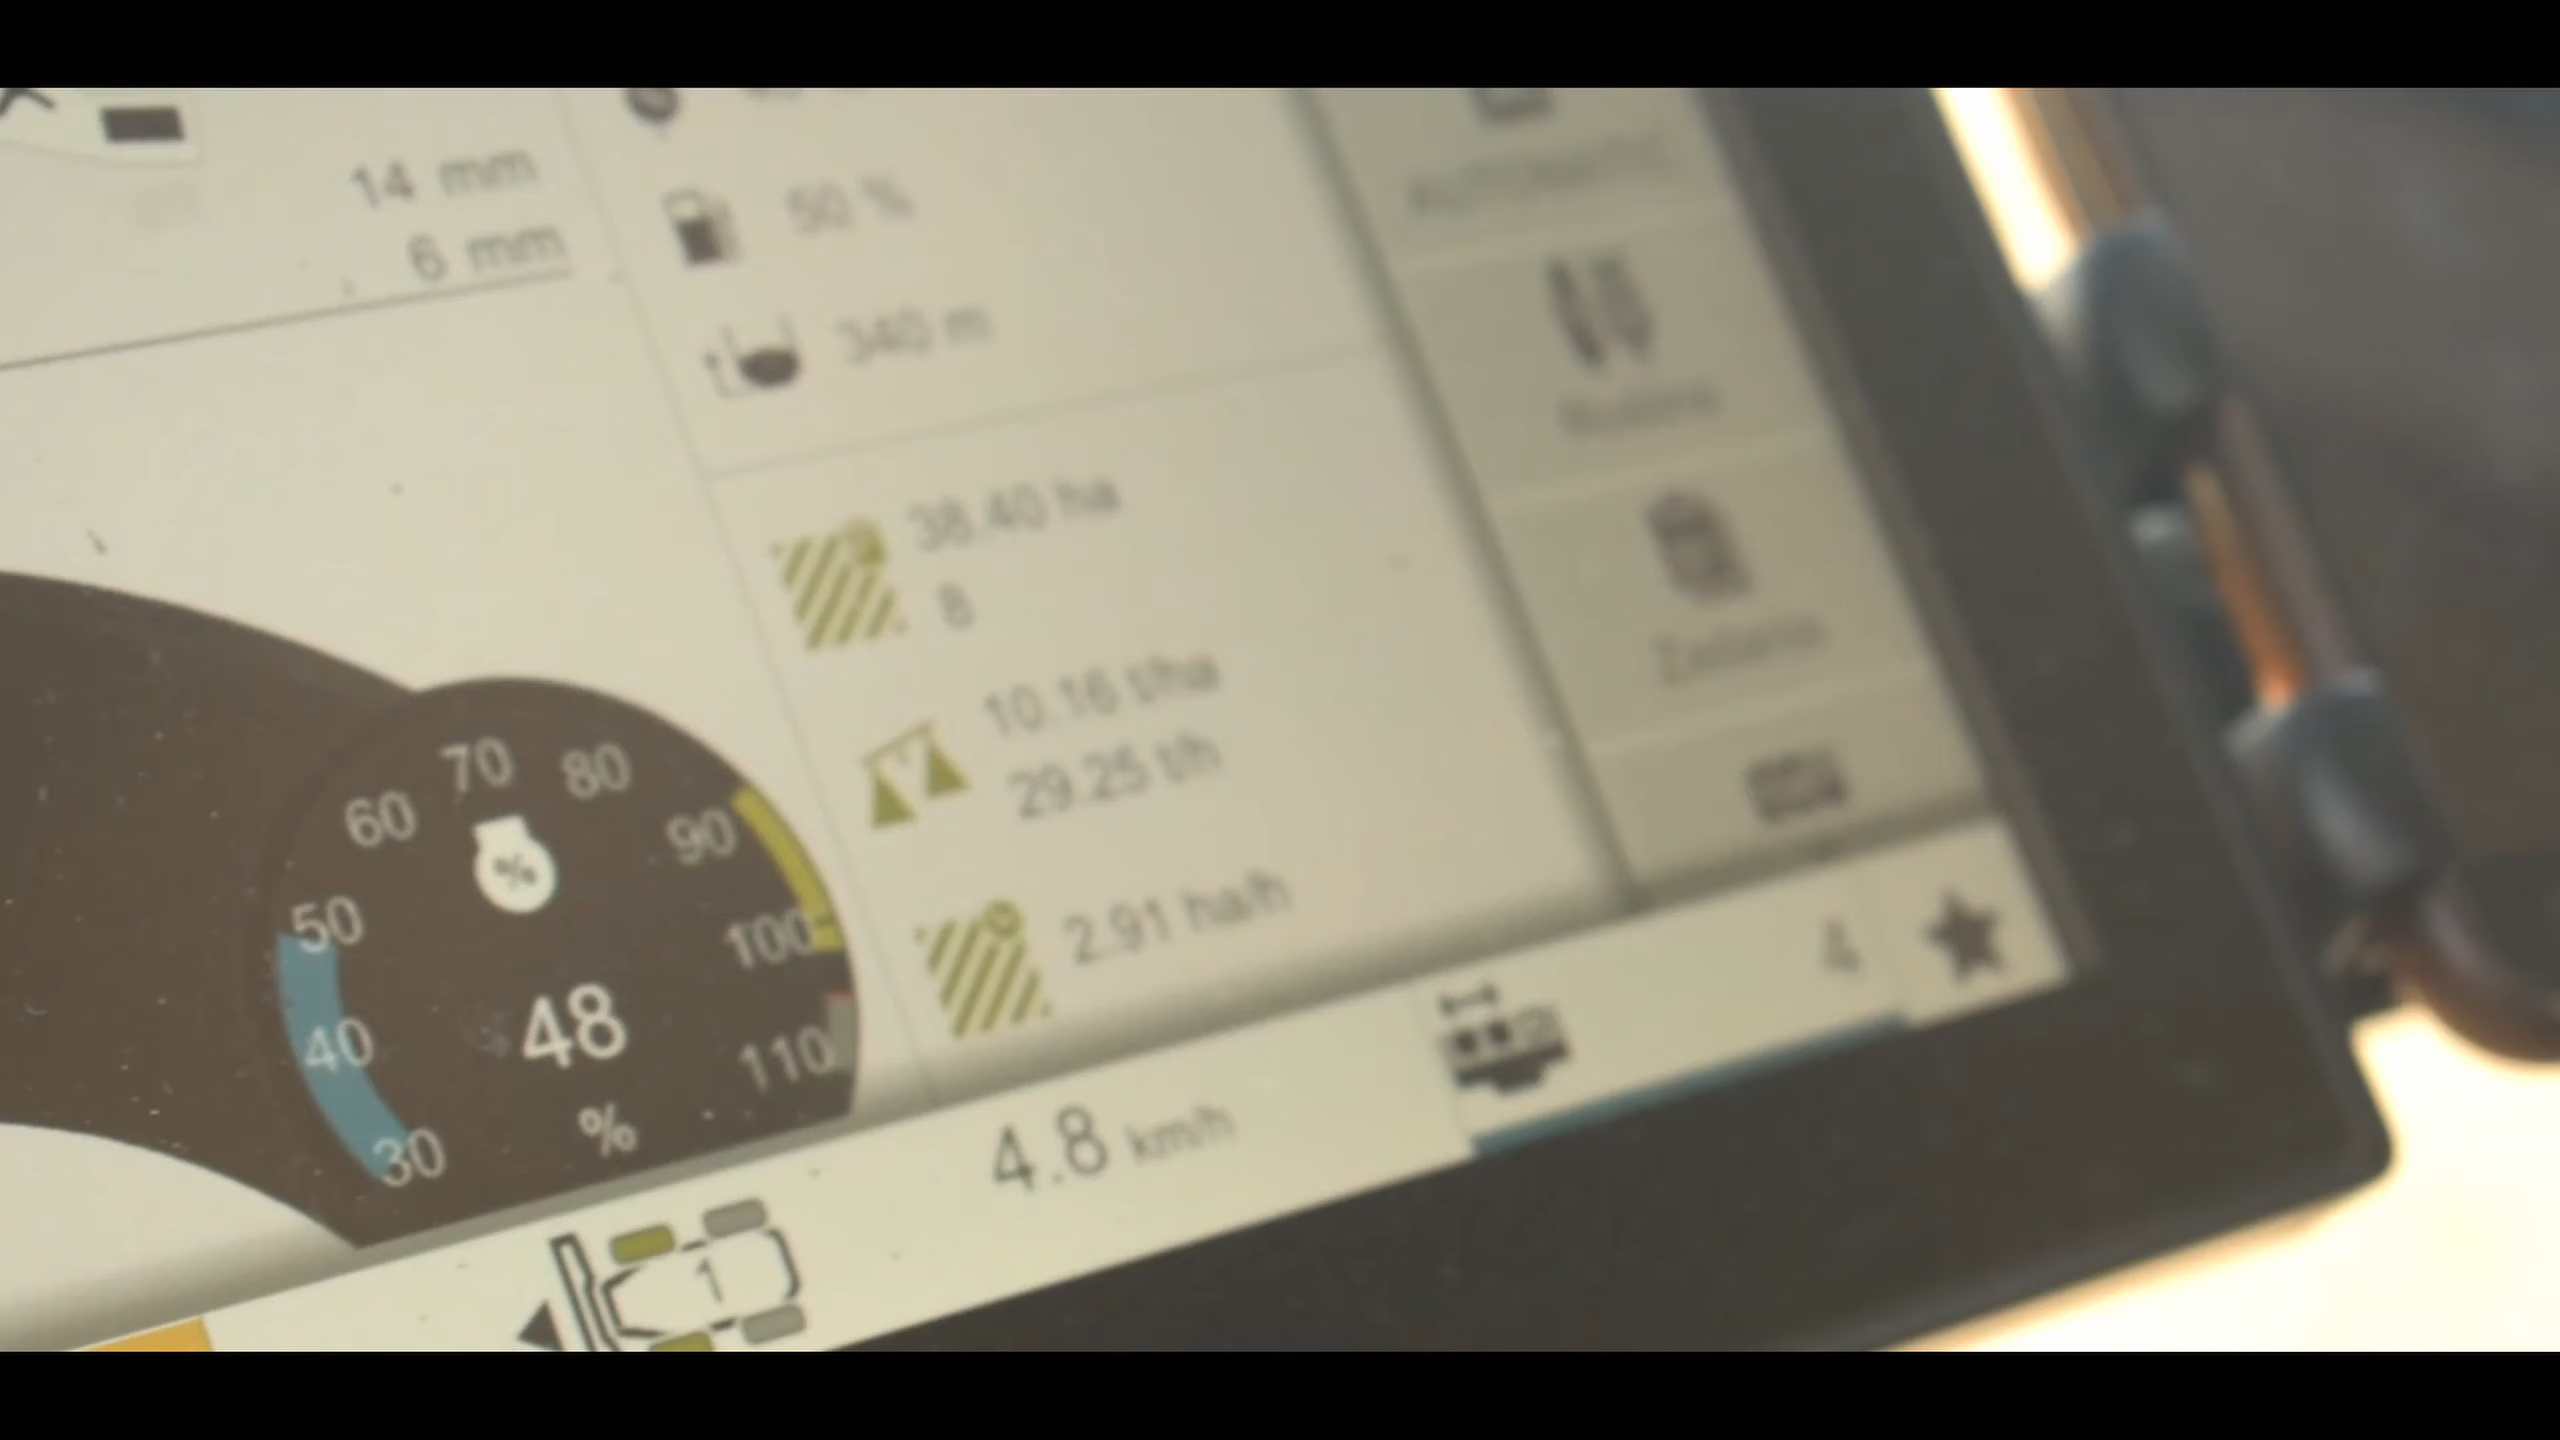 14 mm
6 mm
50 %
340 m
38.40 ha
8
10.16 t/ha
29.25 t/h
2.91 ha/h
70
80
60
90
50
100
40
48
110
30
%
AUTOMATIC
4
4.8 km/h
1